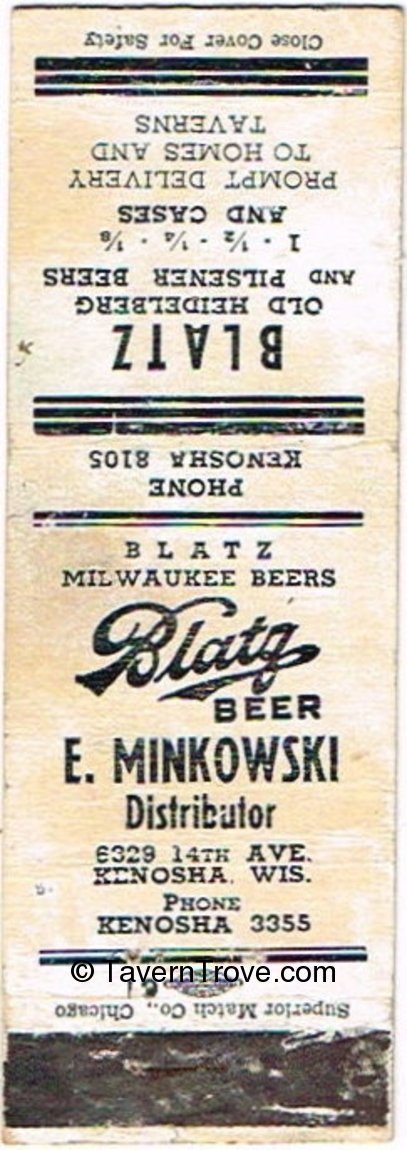 Close Cover For Safety
BLATZ
OLD HEIDELBERG
AND PILSENER BEERS
1 - ½ - ¼ - ⅛
AND CASES
PROMPT DELIVERY
TO HOMES AND
TAVERNS
PHONE
KENOSHA 8105
BLATZ
MILWAUKEE BEERS
Blatz
BEER
E. MINKOWSKI
Distributor
6329 14TH AVE.
KENOSHA, WIS.
PHONE
KENOSHA 3355
© TavernTrove.com
Superior Match Co., Chicago